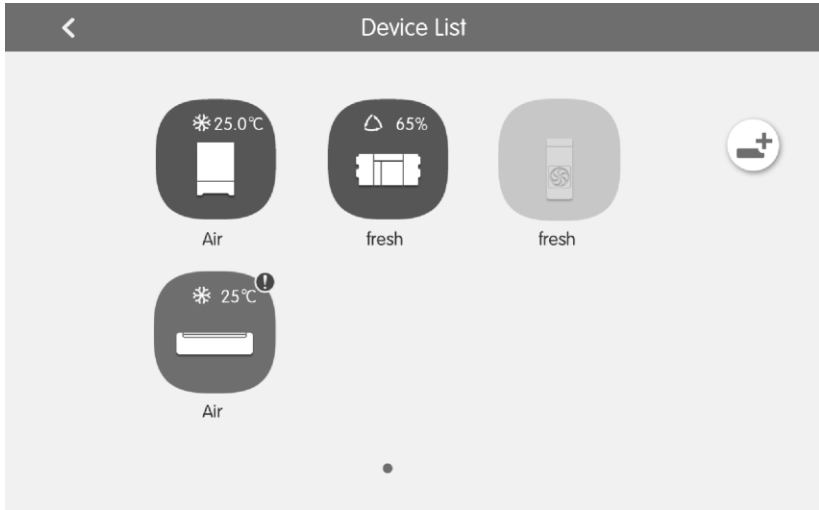 Device List
25.0℃
65%
Air
fresh
fresh
25℃
Air